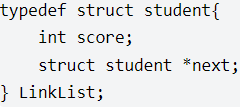 typedef struct student{
    int score;
    struct student *next;
} LinkList;